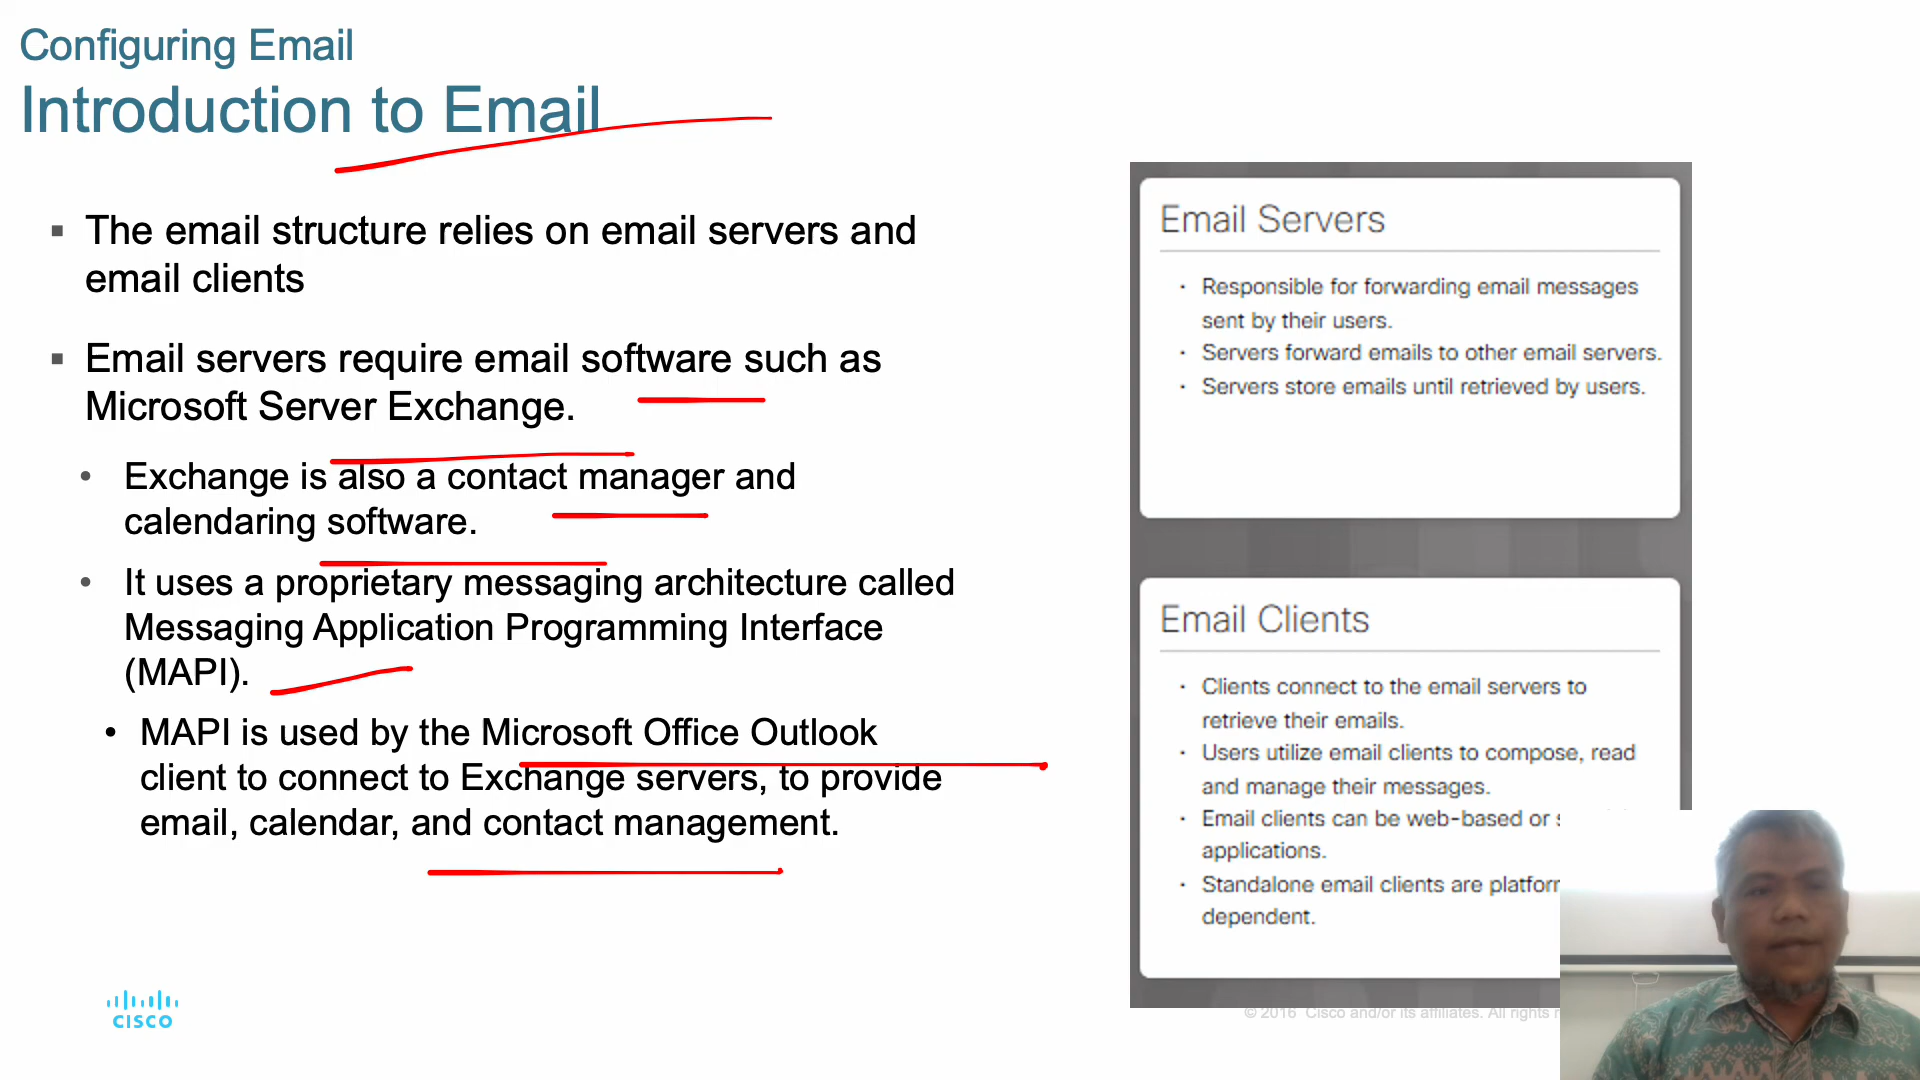 Configuring Email
Introduction to Email
▪ The email structure relies on email servers and
email clients
▪ Email servers require email software such as
Microsoft Server Exchange.
• Exchange is also a contact manager and
calendaring software.
• It uses a proprietary messaging architecture called
Messaging Application Programming Interface
(MAPI).
• MAPI is used by the Microsoft Office Outlook
client to connect to Exchange servers, to provide
email, calendar, and contact management.
Email Servers
• Responsible for forwarding email messages
sent by their users.
• Servers forward emails to other email servers.
• Servers store emails until retrieved by users.
Email Clients
• Clients connect to the email servers to
retrieve their emails.
• Users utilize email clients to compose, read
and manage their messages.
• Email clients can be web-based or
applications.
• Standalone email clients are
dependent.
CISCO
© 2016 Cisco and/or its affiliates. All rights